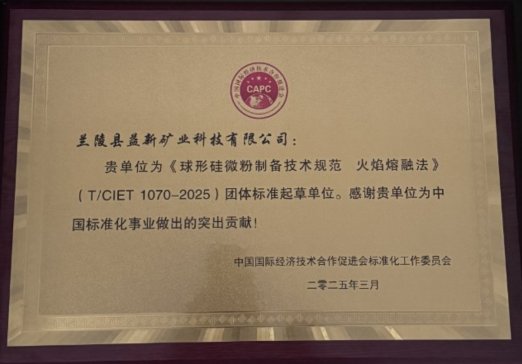 CAPC
兰陵县益新矿业科技有限公司：
贵单位为《球形硅微粉制备技术规范 火焰熔融法》
（T/CIET 1070-2025）团体标准起草单位。感谢贵单位为中
国标准化事业做出的突出贡献！
中国国际经济技术合作促进会标准化工作委员会
二零二五年三月